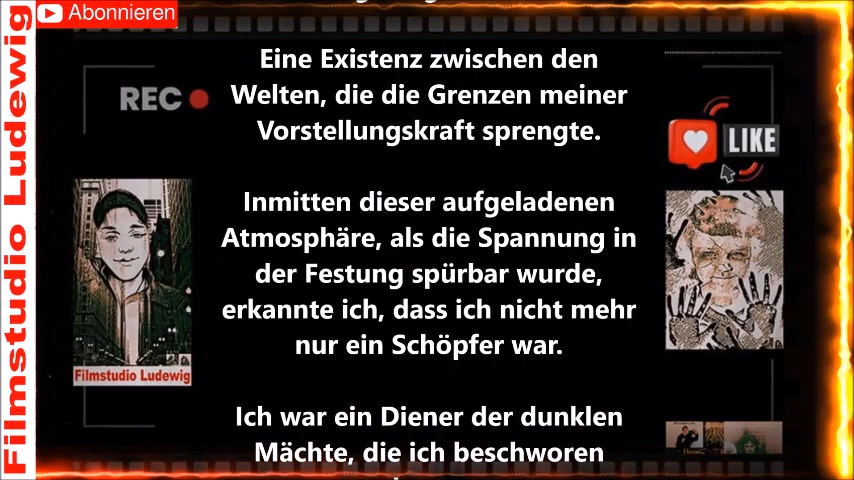 Abonnieren
Filmstudio Ludewig
REC
Eine Existenz zwischen den
Welten, die die Grenzen meiner
Vorstellungskraft sprengte.
LIKE
Inmitten dieser aufgeladenen
Atmosphäre, als die Spannung in
der Festung spürbar wurde,
erkannte ich, dass ich nicht mehr
nur ein Schöpfer war.
Filmstudio Ludewig
Ich war ein Diener der dunklen
Mächte, die ich beschworen